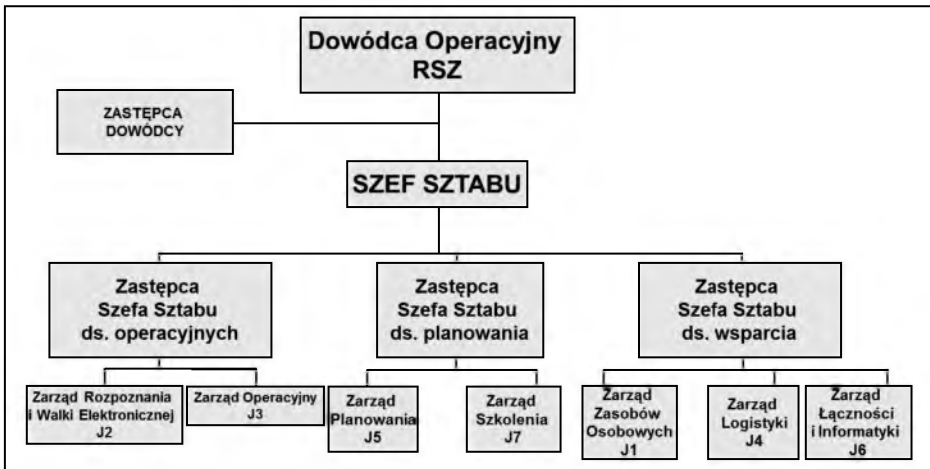 Dowódca Operacyjny
RSZ
ZASTĘPCA
DOWÓDCY
SZEF SZTABU
Zastępca
Szefa Sztabu
ds. operacyjnych
Zastępca
Szefa Sztabu
ds. planowania
Zastępca
Szefa Sztabu
ds. wsparcia
Zarząd Rozpoznania
i Walki Elektronicznej
J2
Zarząd Operacyjny
J3
Zarząd
Planowania
J5
Zarząd
Szkolenia
J7
Zarząd
Zasobów
Osobowych
J1
Zarząd
Logistyki
J4
Zarząd
Łączności
i Informatyki
J6